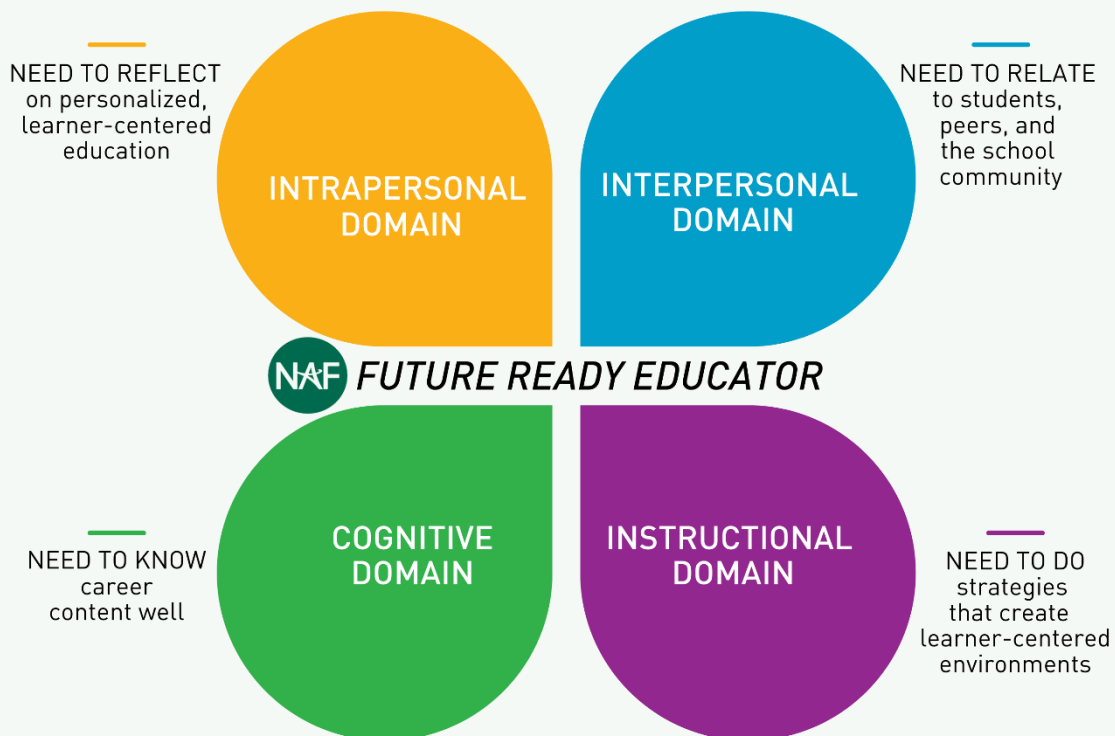 NEED TO REFLECT
on personalized,
learner-centered
education
INTRAPERSONAL
DOMAIN
INTERPERSONAL
DOMAIN
NEED TO RELATE
to students,
peers, and
the school
community
NAF FUTURE READY EDUCATOR
NEED TO KNOW
career
content well
COGNITIVE
DOMAIN
INSTRUCTIONAL
DOMAIN
NEED TO DO
strategies
that create
learner-centered
environments